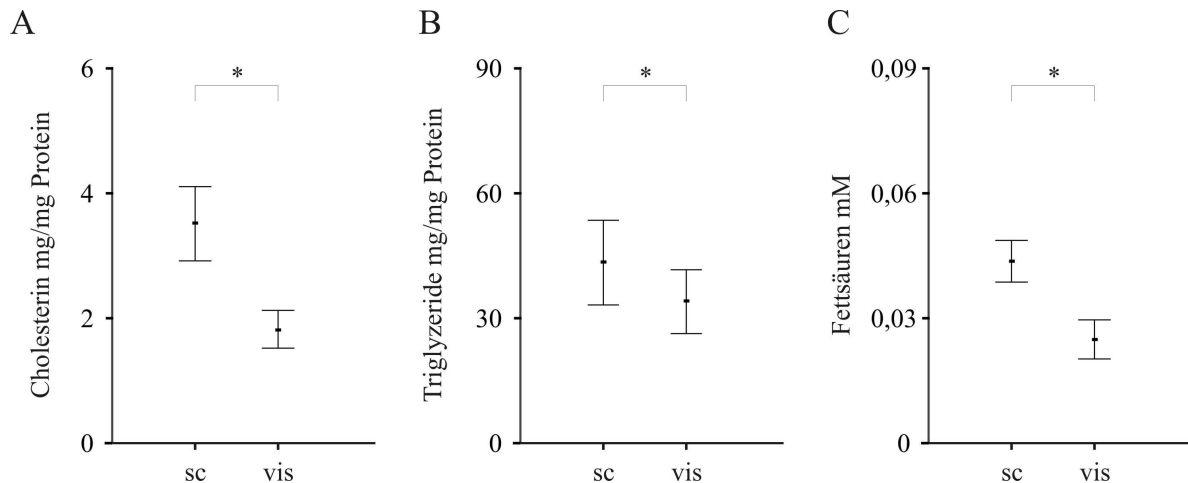 A
Cholesterin mg/mg Protein
6
4
2
0
*
sc vis
B
Triglyzeride mg/mg Protein
90
60
30
0
*
sc vis
C
Fettsäuren mM
0,09
0,06
0,03
0
*
sc vis